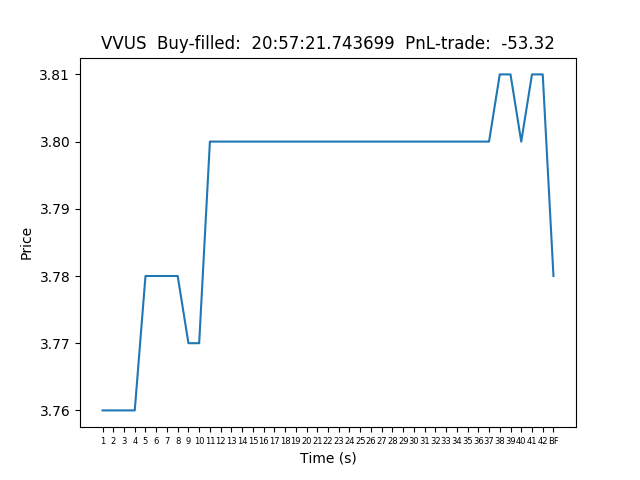 VVUS  Buy-filled:  20:57:21.743699  PnL-trade:  -53.32
3.81
3.80
3.79
3.78
3.77
3.76
Price
1 2 3 4 5 6 7 8 9 10 11 12 13 14 15 16 17 18 19 20 21 22 23 24 25 26 27 28 29 30 31 32 33 34 35 36 37 38 39 40 41 42 BF
Time (s)